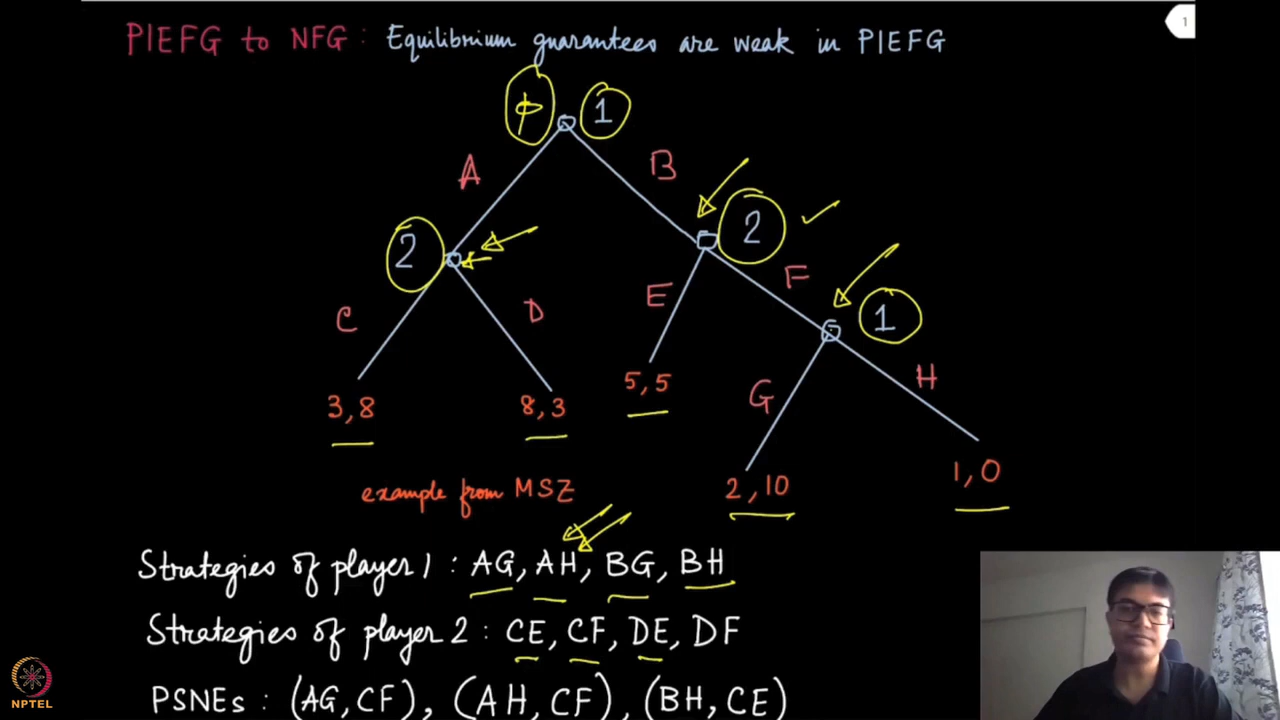 PIEFG to NFG : Equilibrium guarantees are weak in PIEFG
1
φ 1
A B
2 2
C D E F 1
3,8 8,3 5,5 G H
2,10 1,0
example from MSZ
Strategies of player 1 : AG, AH, BG, BH
Strategies of player 2 : CE, CF, DE, DF
PSNEs : (AG, CF), (AH, CF), (BH, CE)
NPTEL